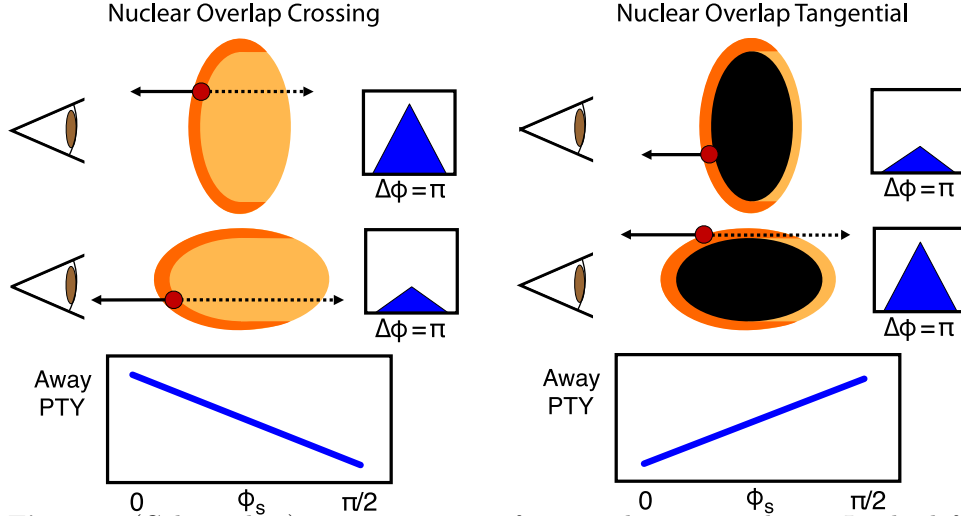 Nuclear Overlap Crossing
Nuclear Overlap Tangential
Δϕ = π
Δϕ = π
Δϕ = π
Δϕ = π
Away
PTY
0 ϕs π/2
Away
PTY
0 ϕs π/2